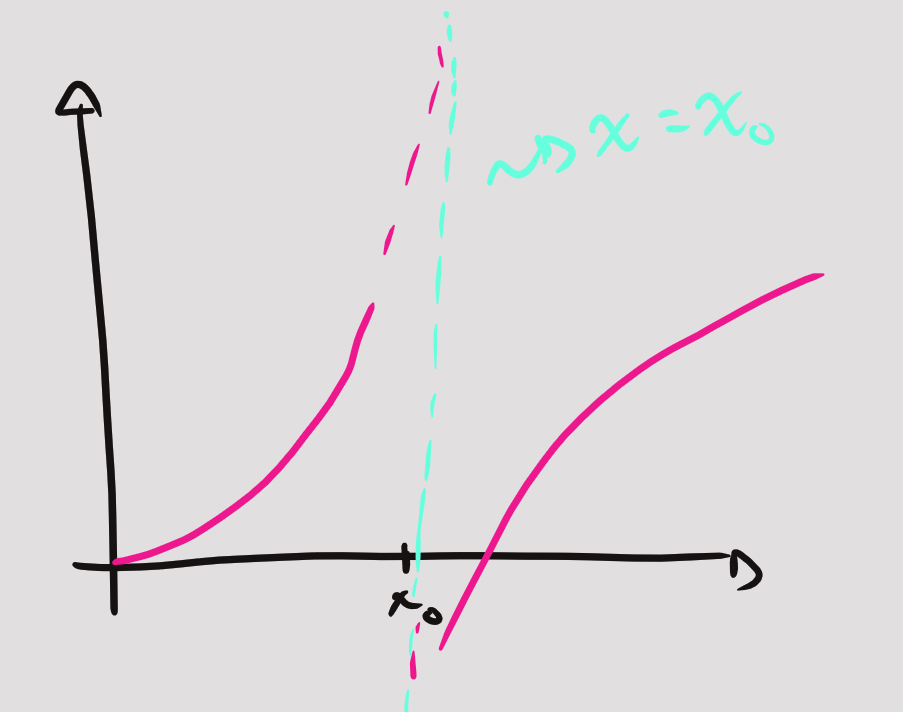 x = x₀
x₀